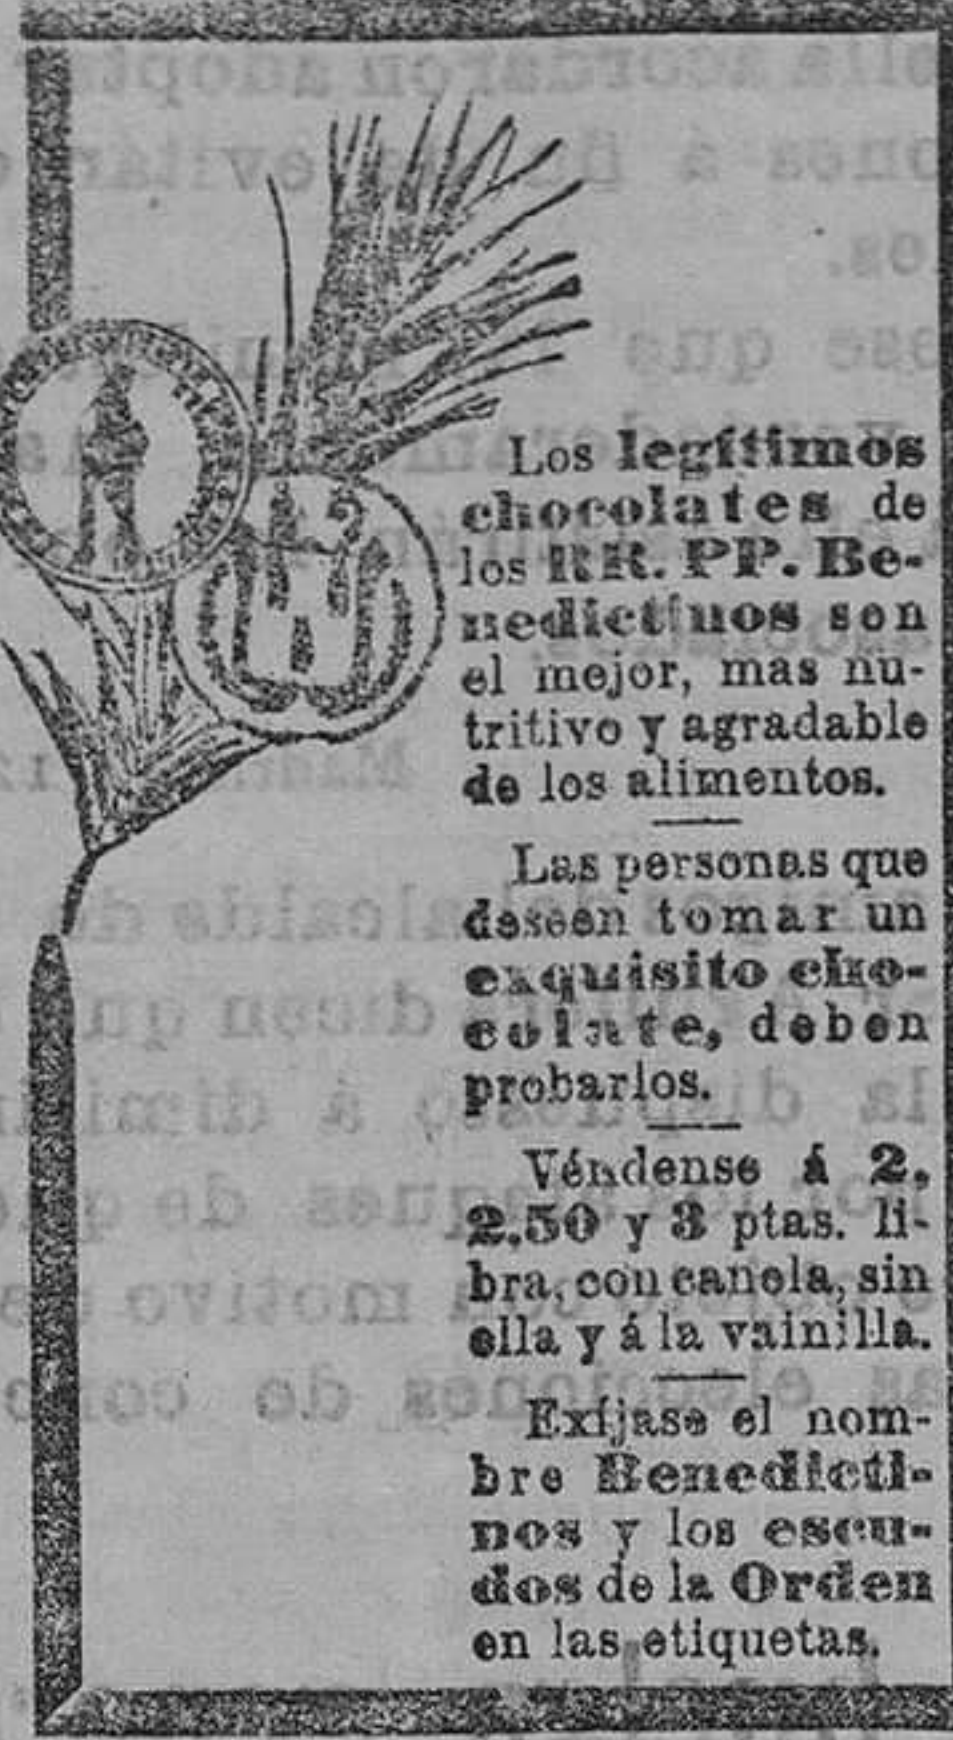 Los legítimos
chocolates de
los RR. PP. Be-
nedictinos son
el mejor, mas nu-
tritivo y agradable
de los alimentos.
Las personas que
deseen tomar un
exquisito cho-
colate, deben
probarlos.
Véndense á 2,
2.50 y 3 ptas. li-
bra, con canela, sin
ella y á la vainilla.
Exíjase el nom-
bre Benedicti-
nos y los escu-
dos de la Orden
en las etiquetas.